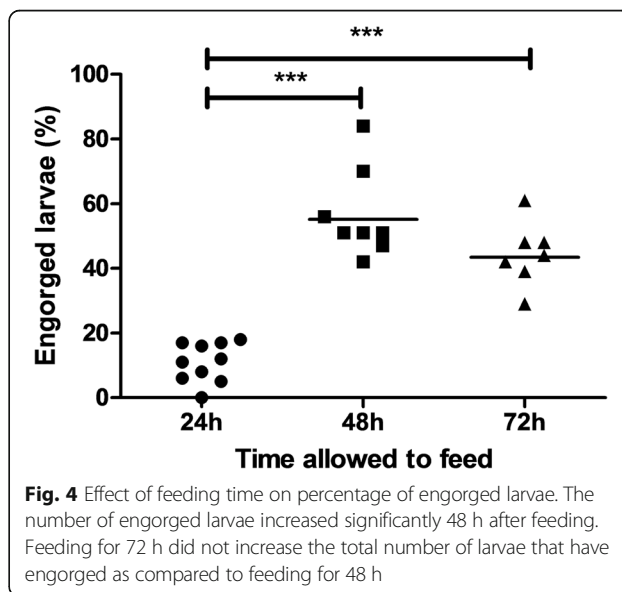 ***
***
100
80
60
40
20
0
Engorged larvae (%)
24h 48h 72h
Time allowed to feed
Fig. 4 Effect of feeding time on percentage of engorged larvae. The
number of engorged larvae increased significantly 48 h after feeding.
Feeding for 72 h did not increase the total number of larvae that have
engorged as compared to feeding for 48 h